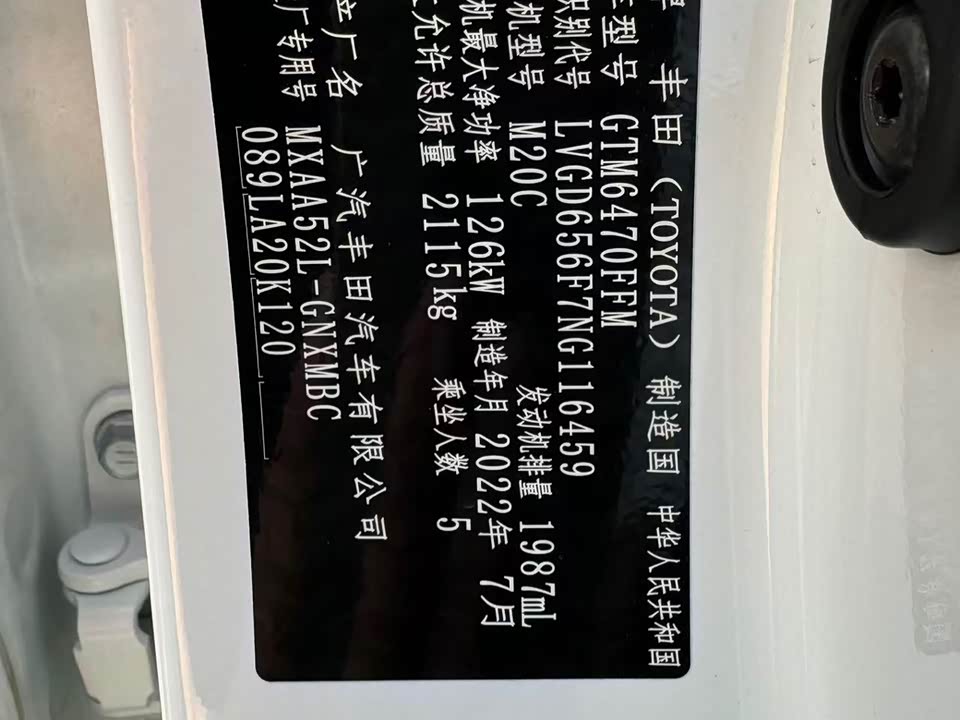 丰田（TOYOTA） 制造国 中华人民共和国
型号 GTM6470FFM
识别代号 LVGD656F7NG116459
机型号 M20C 发动机排量 1987mL
机最大净功率 126kW 制造年月 2022年 7月
允许总质量 2115kg 乘坐人数 5
厂名 广汽丰田汽车有限公司
厂专用号 MXAA52L-GNXMBC
089LA20K120